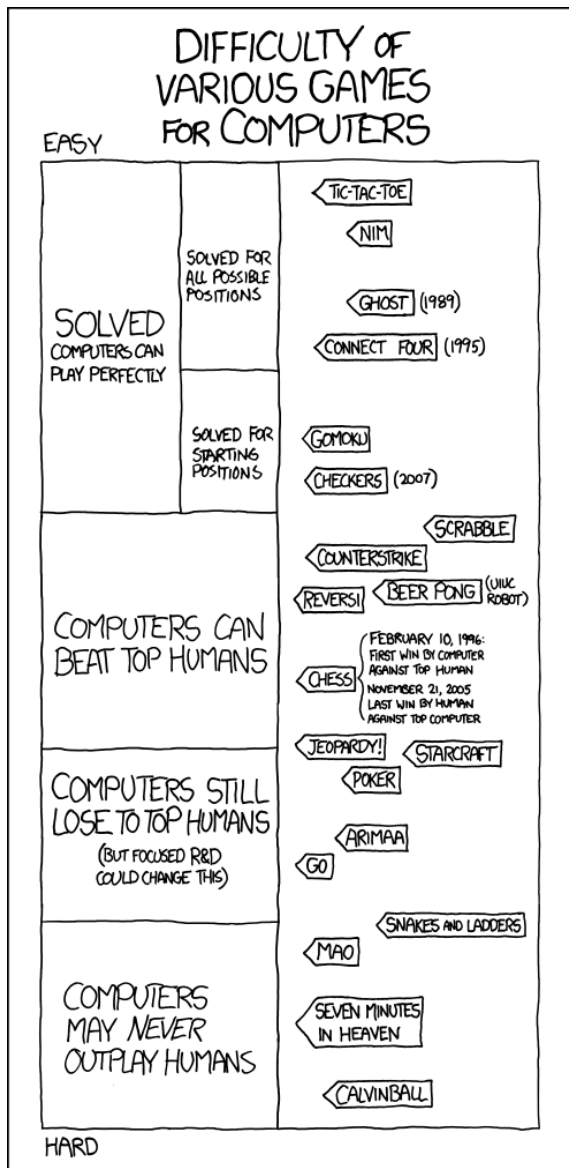 DIFFICULTY OF
VARIOUS GAMES
FOR COMPUTERS
EASY
SOLVED
COMPUTERS CAN
PLAY PERFECTLY
SOLVED FOR
ALL POSSIBLE
POSITIONS
TIC-TAC-TOE
NIM
GHOST (1989)
CONNECT FOUR (1995)
SOLVED FOR
STARTING
POSITIONS
GOMOKU
CHECKERS (2007)
COMPUTERS CAN
BEAT TOP HUMANS
SCRABBLE
COUNTERSTRIKE
REVERSI
BEER PONG (UIUC
ROBOT)
CHESS
FEBRUARY 10, 1996:
FIRST WIN BY COMPUTER
AGAINST TOP HUMAN
NOVEMBER 21, 2005
LAST WIN BY HUMAN
AGAINST TOP COMPUTER
COMPUTERS STILL
LOSE TO TOP HUMANS
(BUT FOCUSED R&D
COULD CHANGE THIS)
JEOPARDY!
STARCRAFT
POKER
ARIMAA
GO
COMPUTERS
MAY NEVER
OUTPLAY HUMANS
SNAKES AND LADDERS
MAO
SEVEN MINUTES
IN HEAVEN
CALVINBALL
HARD